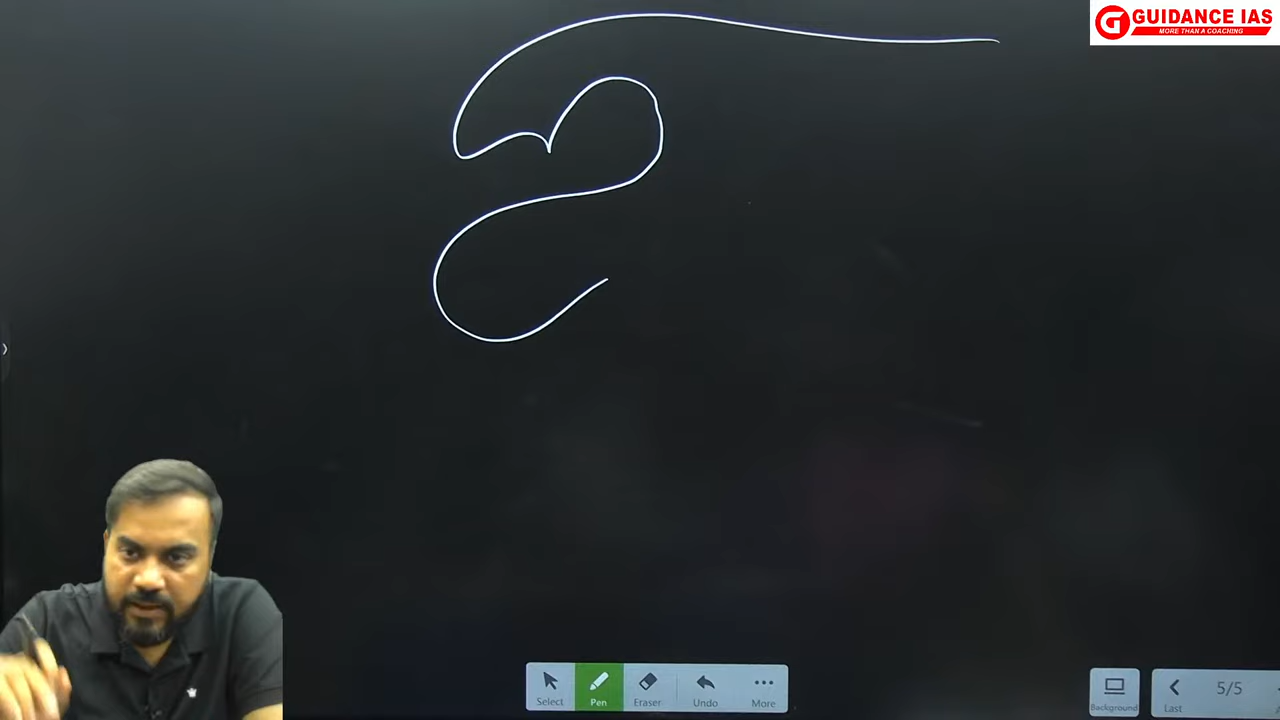 GUIDANCE IAS
MORE THAN A COACHING
Select
Pen
Eraser
Undo
More
Background
Last
5/5